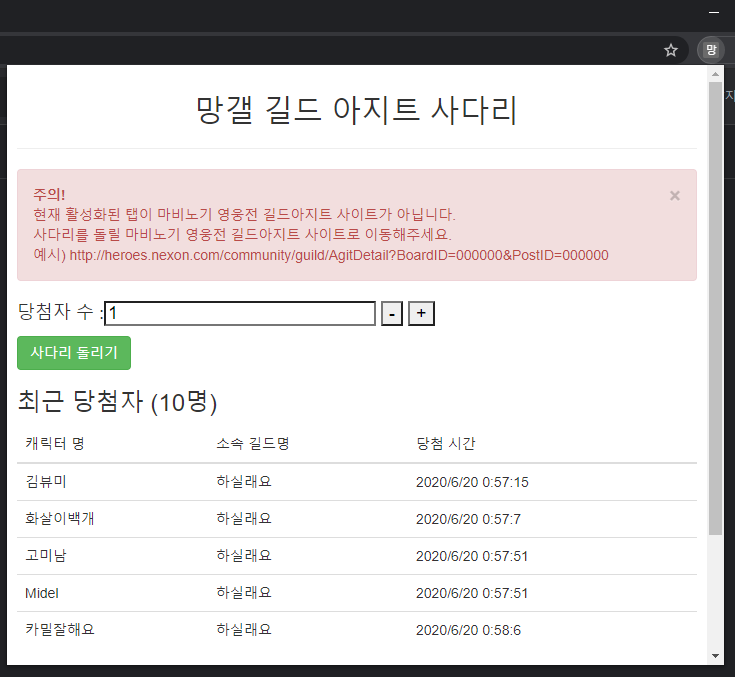 망
자
망갤 길드 아지트 사다리
주의!
×
현재 활성화된 탭이 마비노기 영웅전 길드아지트 사이트가 아닙니다.
사다리를 돌릴 마비노기 영웅전 길드아지트 사이트로 이동해주세요.
예시) http://heroes.nexon.com/community/guild/AgitDetail?BoardID=000000&PostID=000000
당첨자 수 :1 - +
사다리 돌리기
최근 당첨자 (10명)
캐릭터 명 소속 길드명 당첨 시간
김뷰미 하실래요 2020/6/20 0:57:15
화살이백개 하실래요 2020/6/20 0:57:7
고미남 하실래요 2020/6/20 0:57:51
Midel 하실래요 2020/6/20 0:57:51
카밀잘해요 하실래요 2020/6/20 0:58:6